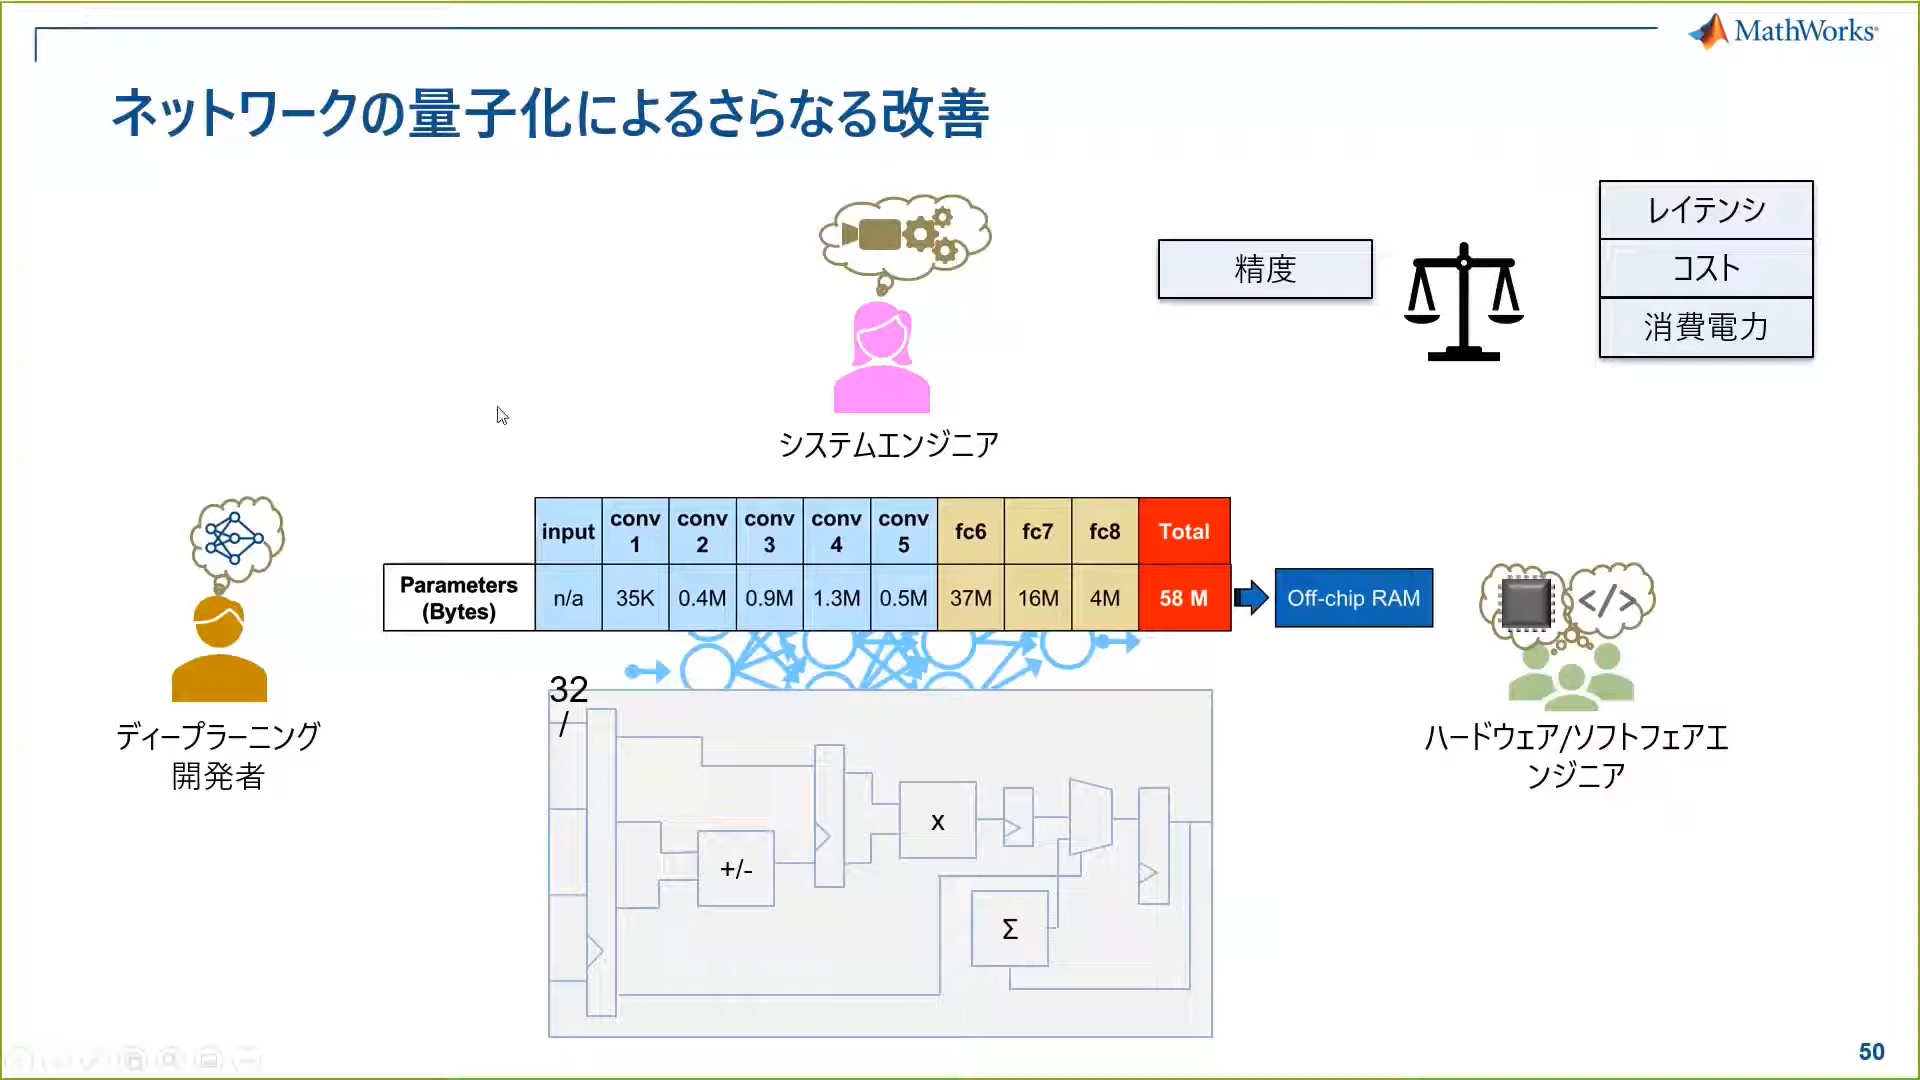 MathWorks
ネットワークの量子化によるさらなる改善
精度
レイテンシ
コスト
消費電力
システムエンジニア
input conv 1 conv 2 conv 3 conv 4 conv 5 fc6 fc7 fc8 Total
Parameters (Bytes) n/a 35K 0.4M 0.9M 1.3M 0.5M 37M 16M 4M 58 M
Off-chip RAM
</>
ディープラーニング
開発者
ハードウェア/ソフトフェアエ
ンジニア
32
/
+/-
x
Σ
50